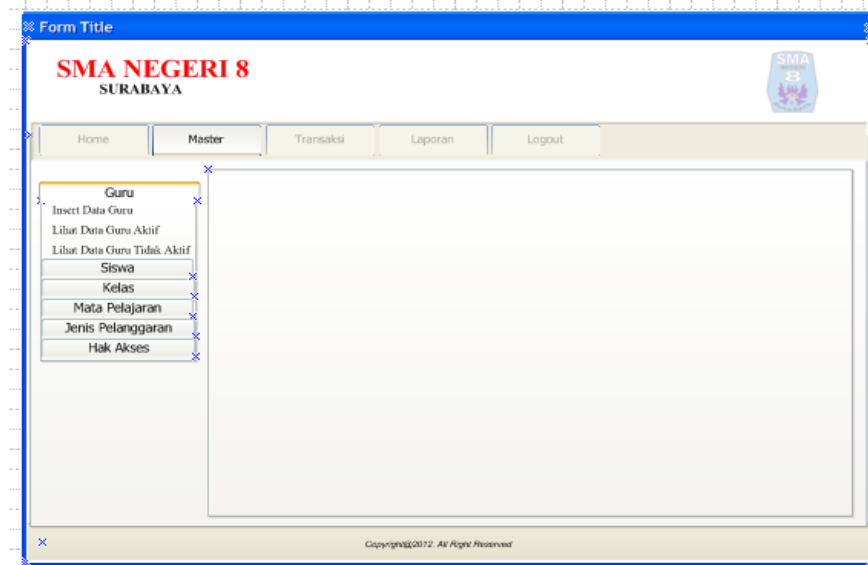 Form Title
SMA NEGERI 8
SURABAYA
SMA
8
Home Master Transaksi Laporan Logout
Guru
Insert Data Guru
Lihat Data Guru Aktif
Lihat Data Guru Tidak Aktif
Siswa
Kelas
Mata Pelajaran
Jenis Pelanggaran
Hak Akses
Copyright@2012. All Right Reserved